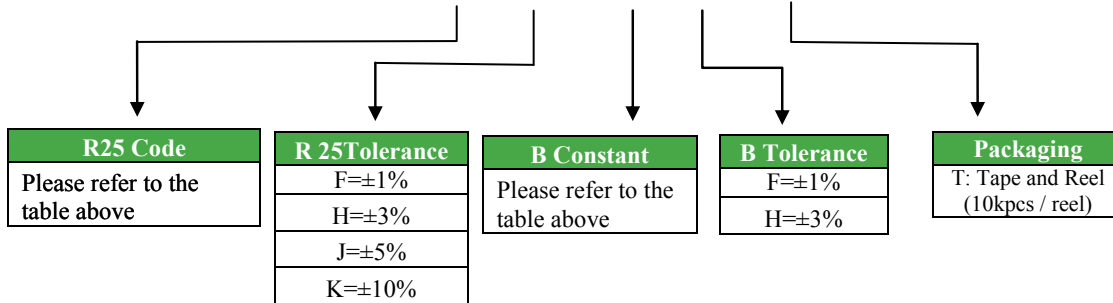 R25 Code
Please refer to the
table above
R 25Tolerance
F=±1%
H=±3%
J=±5%
K=±10%
B Constant
Please refer to the
table above
B Tolerance
F=±1%
H=±3%
Packaging
T: Tape and Reel
(10kpcs / reel)